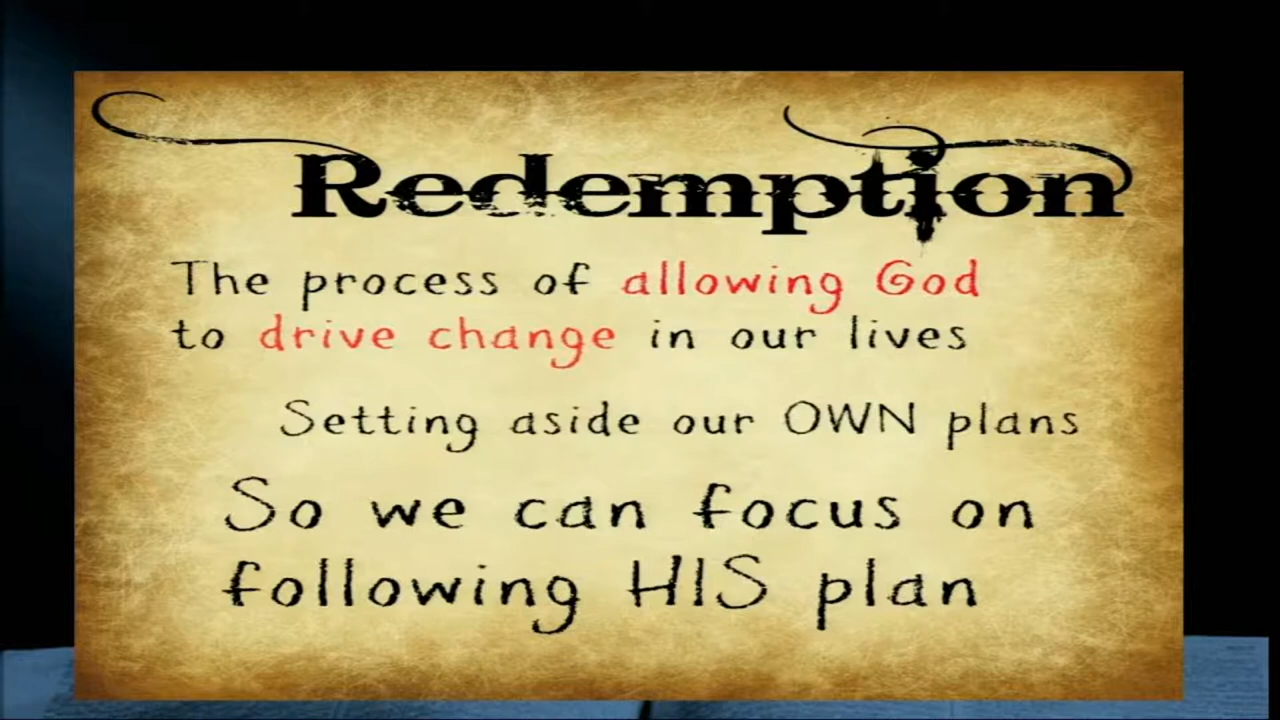 Redemption
The process of allowing God
to drive change in our lives
Setting aside our OWN plans
So we can focus on
following HIS plan